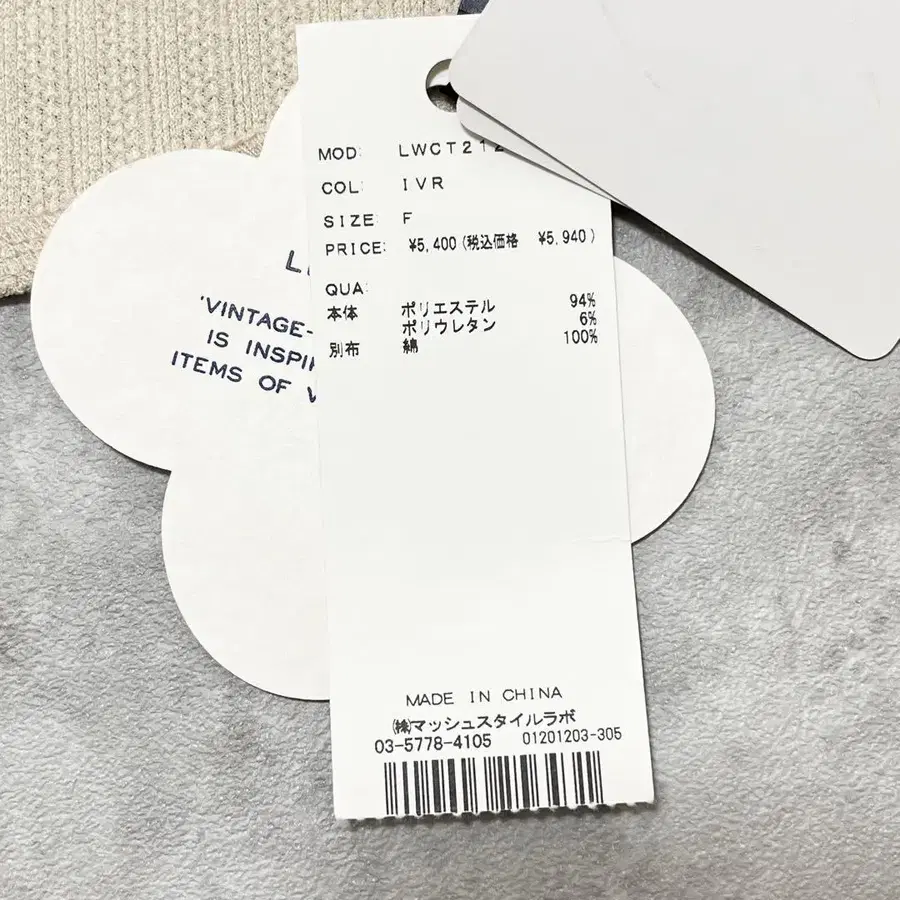 MOD: LWCT212
COL: IVR
SIZE F
PRICE: ¥5,400(税込価格 ¥5,940)
QUA:
本体 ポリエステル 94%
ポリウレタン 6%
別布 綿 100%
MADE IN CHINA
㈱マッシュスタイルラボ
03-5778-4105 01201203-305
'VINTAGE-
IS
ITEMS OF